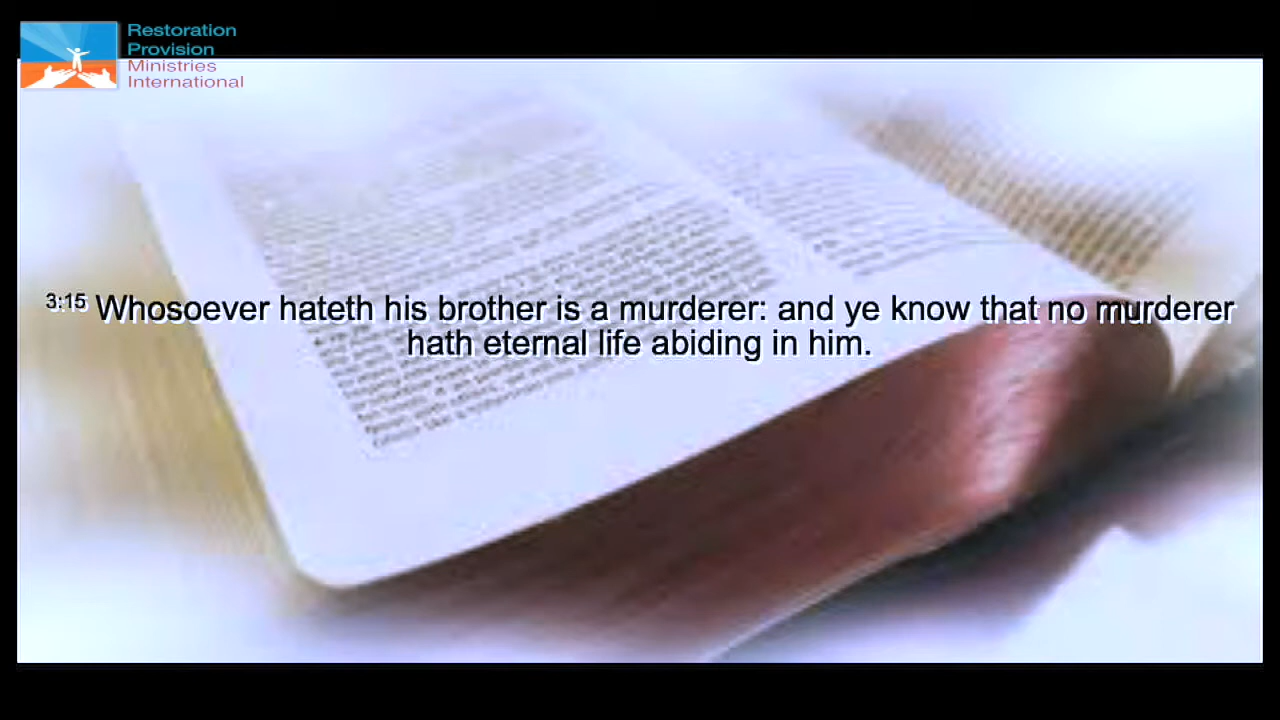 Restoration
Provision
Ministries
International
3:15 Whosoever hateth his brother is a murderer: and ye know that no murderer
hath eternal life abiding in him.